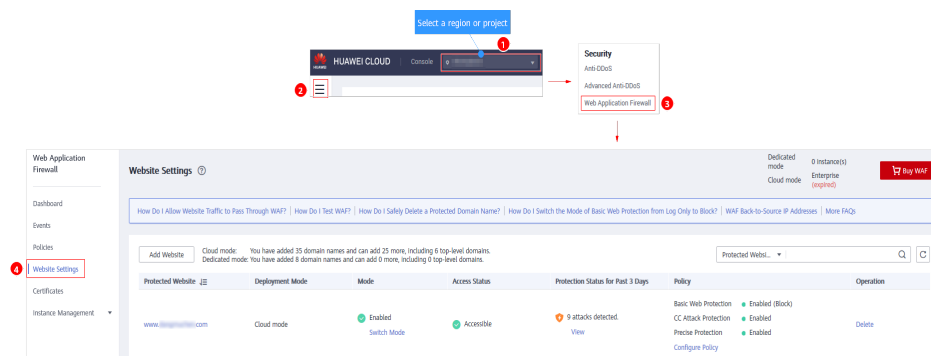 Select a region or project
1
HUAWEI
HUAWEI CLOUD
Console
2
Security
Anti-DDoS
Advanced Anti-DDoS
Web Application Firewall
3
Web Application
Firewall
Dashboard
Events
Policies
4
Website Settings
Certificates
Instance Management
Website Settings
Dedicated
mode
0 Instance(s)
Cloud mode
Enterprise
(expired)
Buy WAF
How Do I Allow Website Traffic to Pass Through WAF? | How Do I Test WAF? | How Do I Safely Delete a Protected Domain Name? | How Do I Switch the Mode of Basic Web Protection from Log Only to Block? | WAF Back-to-Source IP Addresses | More FAQs
Add Website
Cloud mode: You have added 35 domain names and can add 25 more, including 6 top-level domains.
Dedicated mode: You have added 8 domain names and can add 0 more, including 0 top-level domains.
Protected Websi...
Protected Website Deployment Mode Mode Access Status Protection Status for Past 3 Days Policy Operation
www. .com
Cloud mode
Enabled
Switch Mode
Accessible
9 attacks detected.
View
Basic Web Protection Enabled (Block)
CC Attack Protection Enabled
Precise Protection Enabled
Configure Policy
Delete